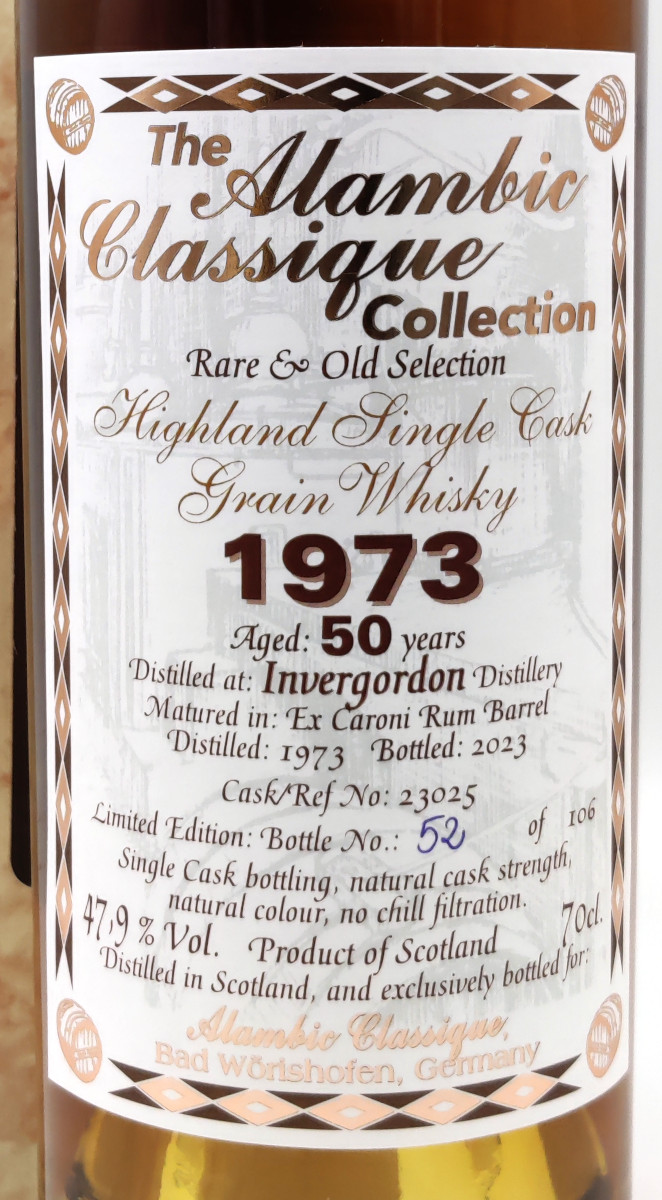 The Alambic
Classique
Collection
Rare & Old Selection
Highland Single Cask
Grain Whisky
1973
Aged: 50 years
Distilled at: Invergordon Distillery
Matured in: Ex Caroni Rum Barrel
Distilled: 1973 Bottled: 2023
Cask/Ref No: 23025
Limited Edition: Bottle No.: 52 of 106
Single Cask bottling, natural cask strength,
natural colour, no chill filtration.
47,9 % Vol. Product of Scotland 70cl.
Distilled in Scotland, and exclusively bottled for:
Alambic Classique,
Bad Wörishofen, Germany